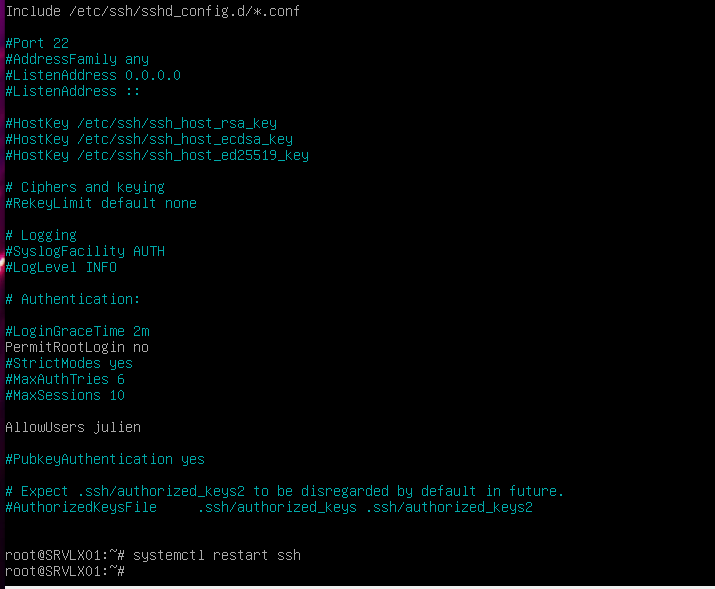 Include /etc/ssh/sshd_config.d/*.conf
#Port 22
#AddressFamily any
#ListenAddress 0.0.0.0
#ListenAddress ::
#HostKey /etc/ssh/ssh_host_rsa_key
#HostKey /etc/ssh/ssh_host_ecdsa_key
#HostKey /etc/ssh/ssh_host_ed25519_key
# Ciphers and keying
#RekeyLimit default none
# Logging
#SyslogFacility AUTH
#LogLevel INFO
# Authentication:
#LoginGraceTime 2m
PermitRootLogin no
#StrictModes yes
#MaxAuthTries 6
#MaxSessions 10
AllowUsers julien
#PubkeyAuthentication yes
# Expect .ssh/authorized_keys2 to be disregarded by default in future.
#AuthorizedKeysFile     .ssh/authorized_keys .ssh/authorized_keys2
root@SRVLX01:~# systemctl restart ssh
root@SRVLX01:~#